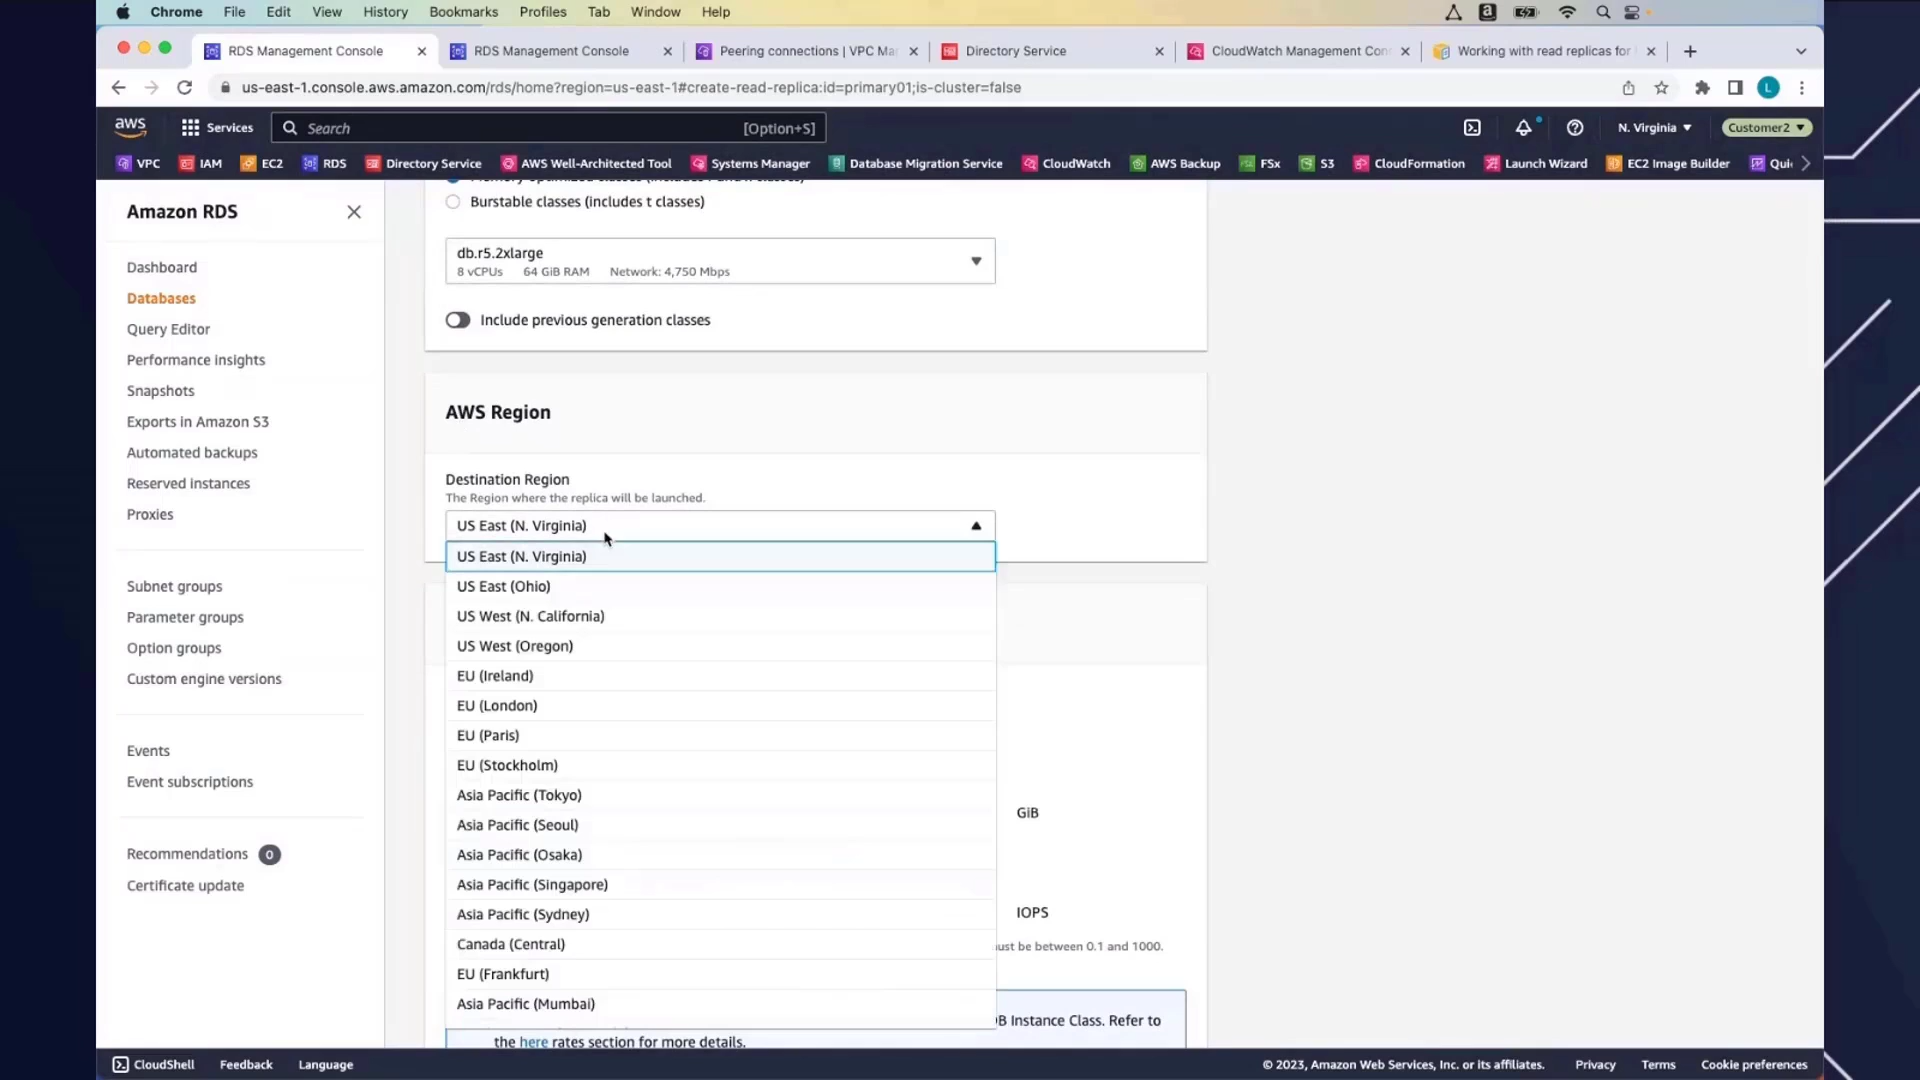 Chrome File Edit View History Bookmarks Profiles Tab Window Help
RDS Management Console
RDS Management Console
Peering connections | VPC Ma
Directory Service
CloudWatch Management Con
Working with read replicas for
us-east-1.console.aws.amazon.com/rds/home?region=us-east-1#create-read-replica:id=primary01;is-cluster=false
L
aws
Services
Search
[Option+S]
N. Virginia
Customer2
VPC IAM EC2 RDS Directory Service AWS Well-Architected Tool Systems Manager Database Migration Service CloudWatch AWS Backup FSx S3 CloudFormation Launch Wizard EC2 Image Builder Qui
Amazon RDS
Dashboard
Databases
Query Editor
Performance insights
Snapshots
Exports in Amazon S3
Automated backups
Reserved instances
Proxies
Subnet groups
Parameter groups
Option groups
Custom engine versions
Events
Event subscriptions
Recommendations 0
Certificate update
Burstable classes (includes t classes)
db.r5.2xlarge
8 vCPUs 64 GiB RAM Network: 4,750 Mbps
Include previous generation classes
AWS Region
Destination Region
The Region where the replica will be launched.
US East (N. Virginia)
US East (N. Virginia)
US East (Ohio)
US West (N. California)
US West (Oregon)
EU (Ireland)
EU (London)
EU (Paris)
EU (Stockholm)
Asia Pacific (Tokyo)
Asia Pacific (Seoul)
GiB
Asia Pacific (Osaka)
Asia Pacific (Singapore)
Asia Pacific (Sydney)
IOPS
Canada (Central)
ust be between 0.1 and 1000.
EU (Frankfurt)
Asia Pacific (Mumbai)
B Instance Class. Refer to
the here rates section for more details.
CloudShell Feedback Language
© 2023, Amazon Web Services, Inc. or its affiliates. Privacy Terms Cookie preferences